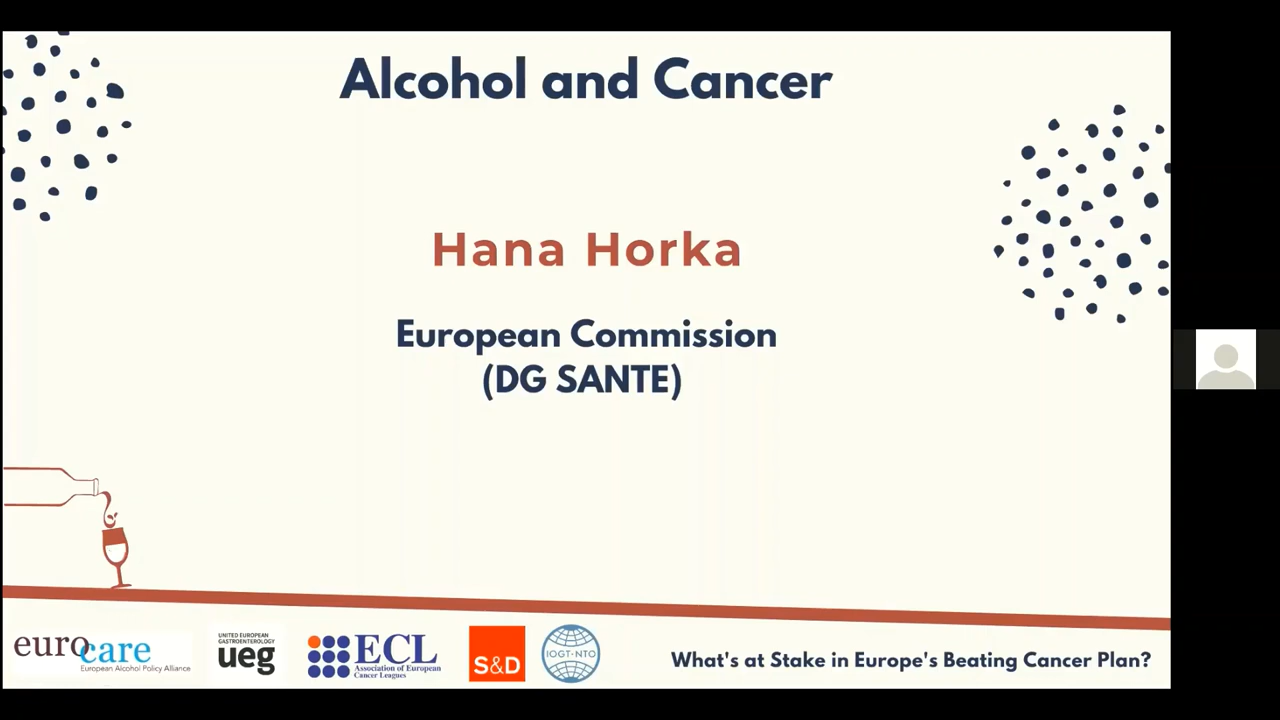 Alcohol and Cancer
Hana Horka
European Commission
(DG SANTE)
eurocare
European Alcohol Policy Alliance
UNITED EUROPEAN
GASTROENTEROLOGY
ueg
ECL
Association of European
Cancer Leagues
S&D
IOGT-NTO
What's at Stake in Europe's Beating Cancer Plan?